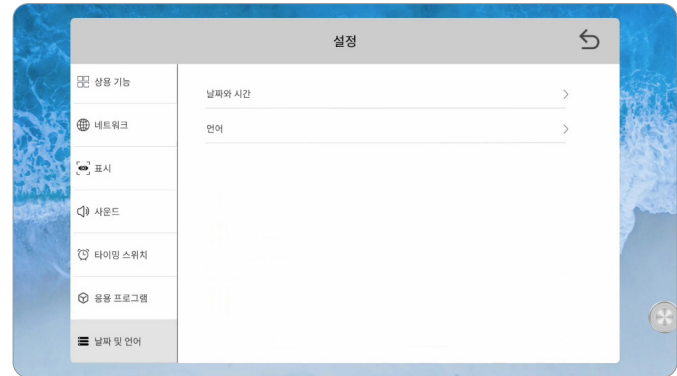 설정
상용 기능
네트워크
표시
사운드
타이밍 스위치
응용 프로그램
날짜 및 언어
날짜와 시간
언어